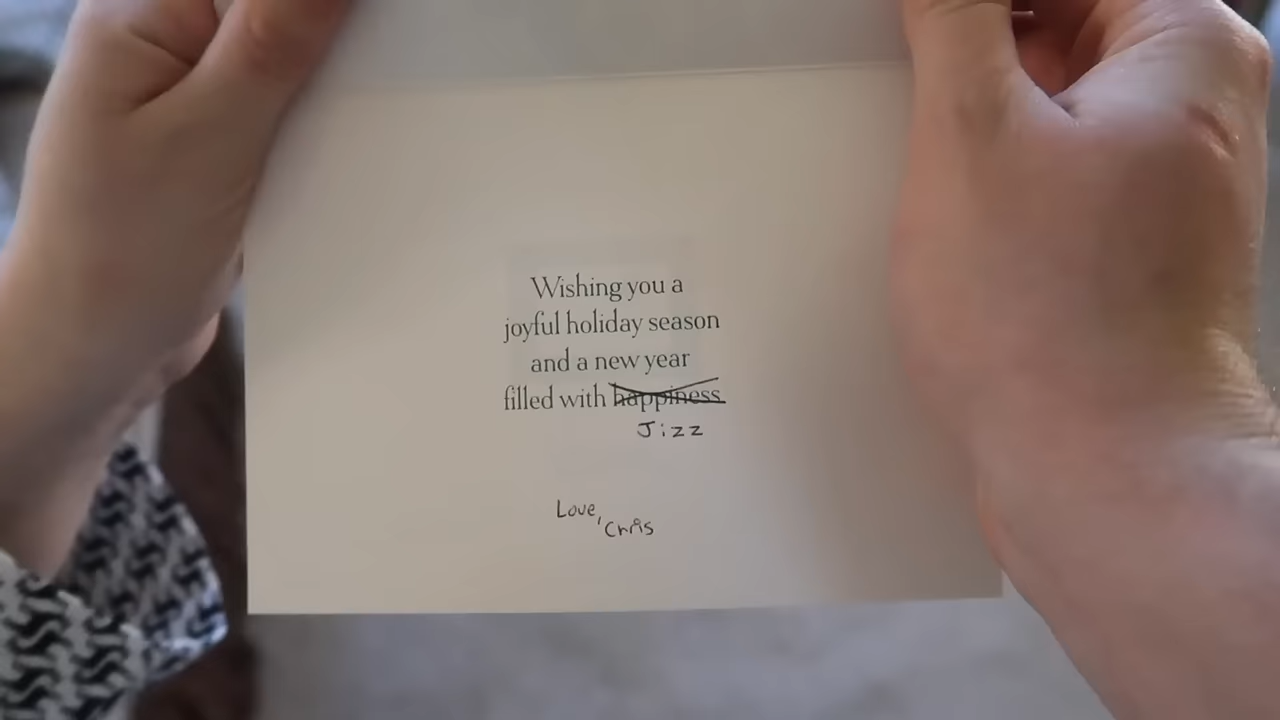 Wishing you a
joyful holiday season
and a new year
filled with happiness
Jizz
Love,
Chris